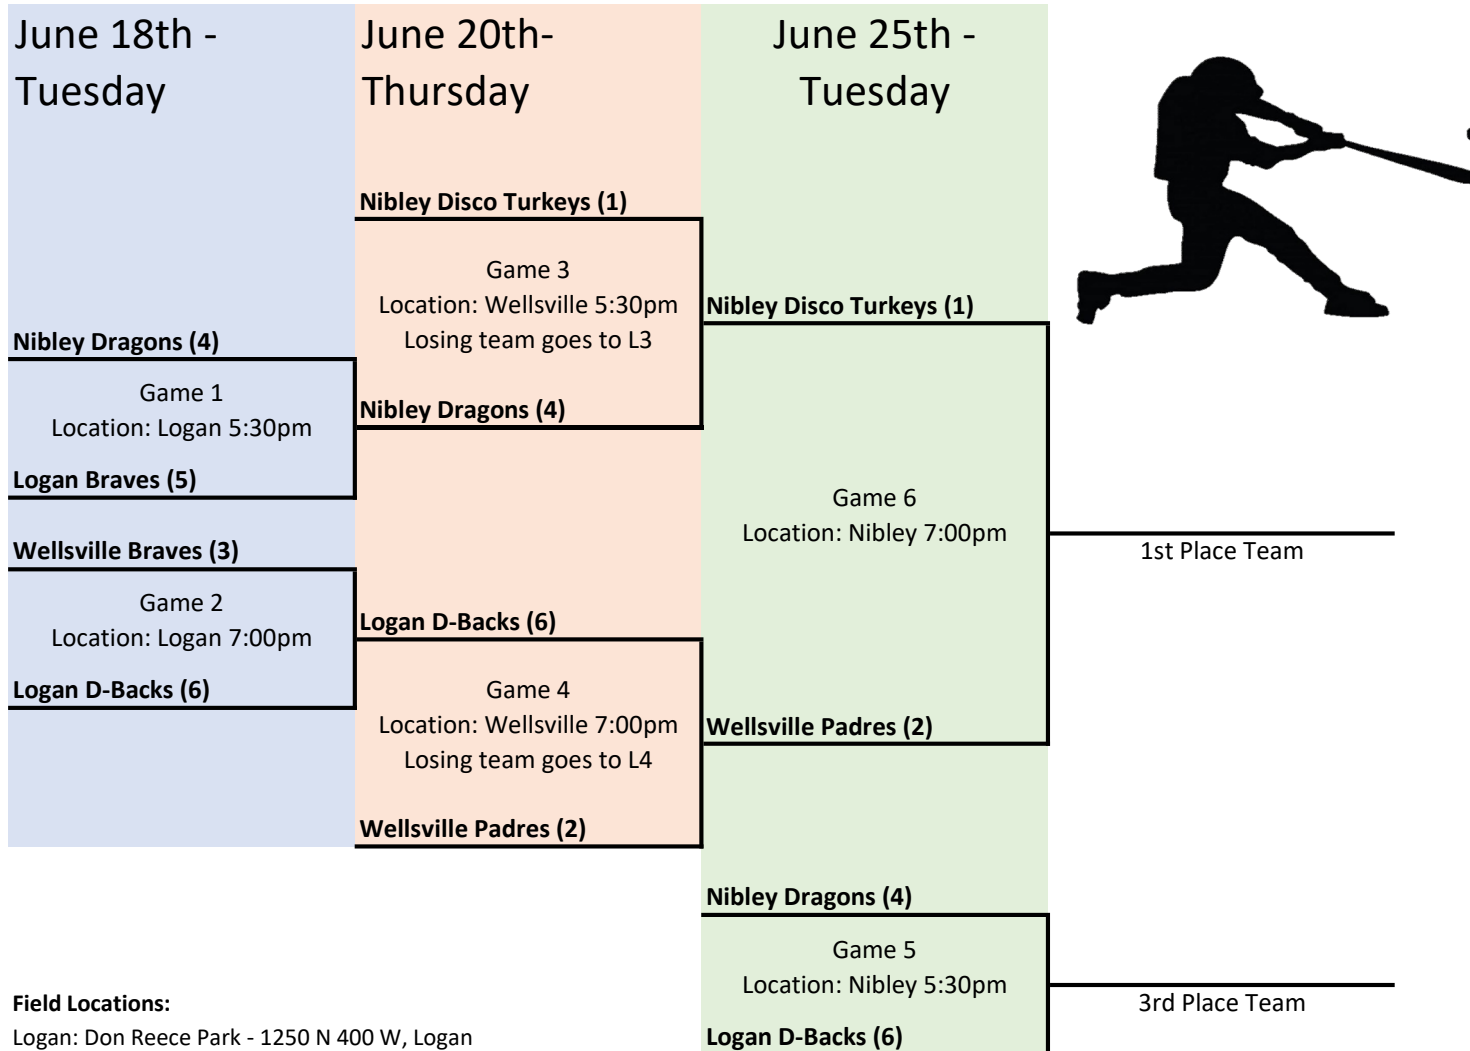 June 18th -
Tuesday
June 20th-
Thursday
June 25th -
Tuesday
Nibley Disco Turkeys (1)
Game 3
Location: Wellsville 5:30pm
Losing team goes to L3
Nibley Dragons (4)
Nibley Disco Turkeys (1)
Nibley Dragons (4)
Game 1
Location: Logan 5:30pm
Logan Braves (5)
Wellsville Braves (3)
Game 2
Location: Logan 7:00pm
Logan D-Backs (6)
Game 6
Location: Nibley 7:00pm
1st Place Team
Logan D-Backs (6)
Game 4
Location: Wellsville 7:00pm
Losing team goes to L4
Wellsville Padres (2)
Wellsville Padres (2)
Nibley Dragons (4)
Game 5
Location: Nibley 5:30pm
Logan D-Backs (6)
3rd Place Team
Field Locations:
Logan: Don Reece Park - 1250 N 400 W, Logan